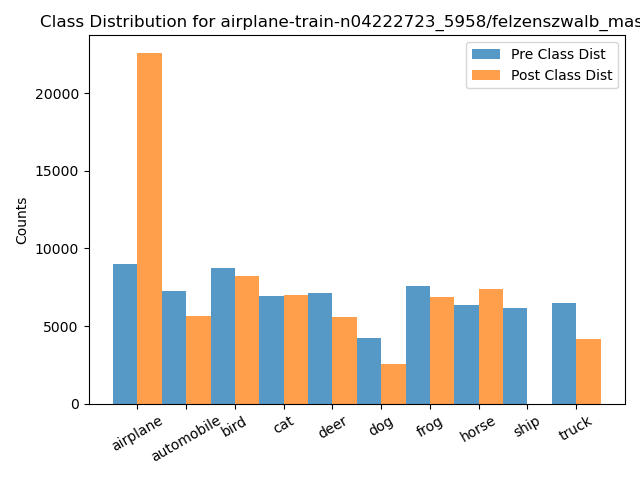 Class Distribution for airplane-train-n04222723_5958/felzenszwalb_mas
Pre Class Dist
Post Class Dist
Counts
20000
15000
10000
5000
0
airplane
automobile
bird
cat
deer
dog
frog
horse
ship
truck